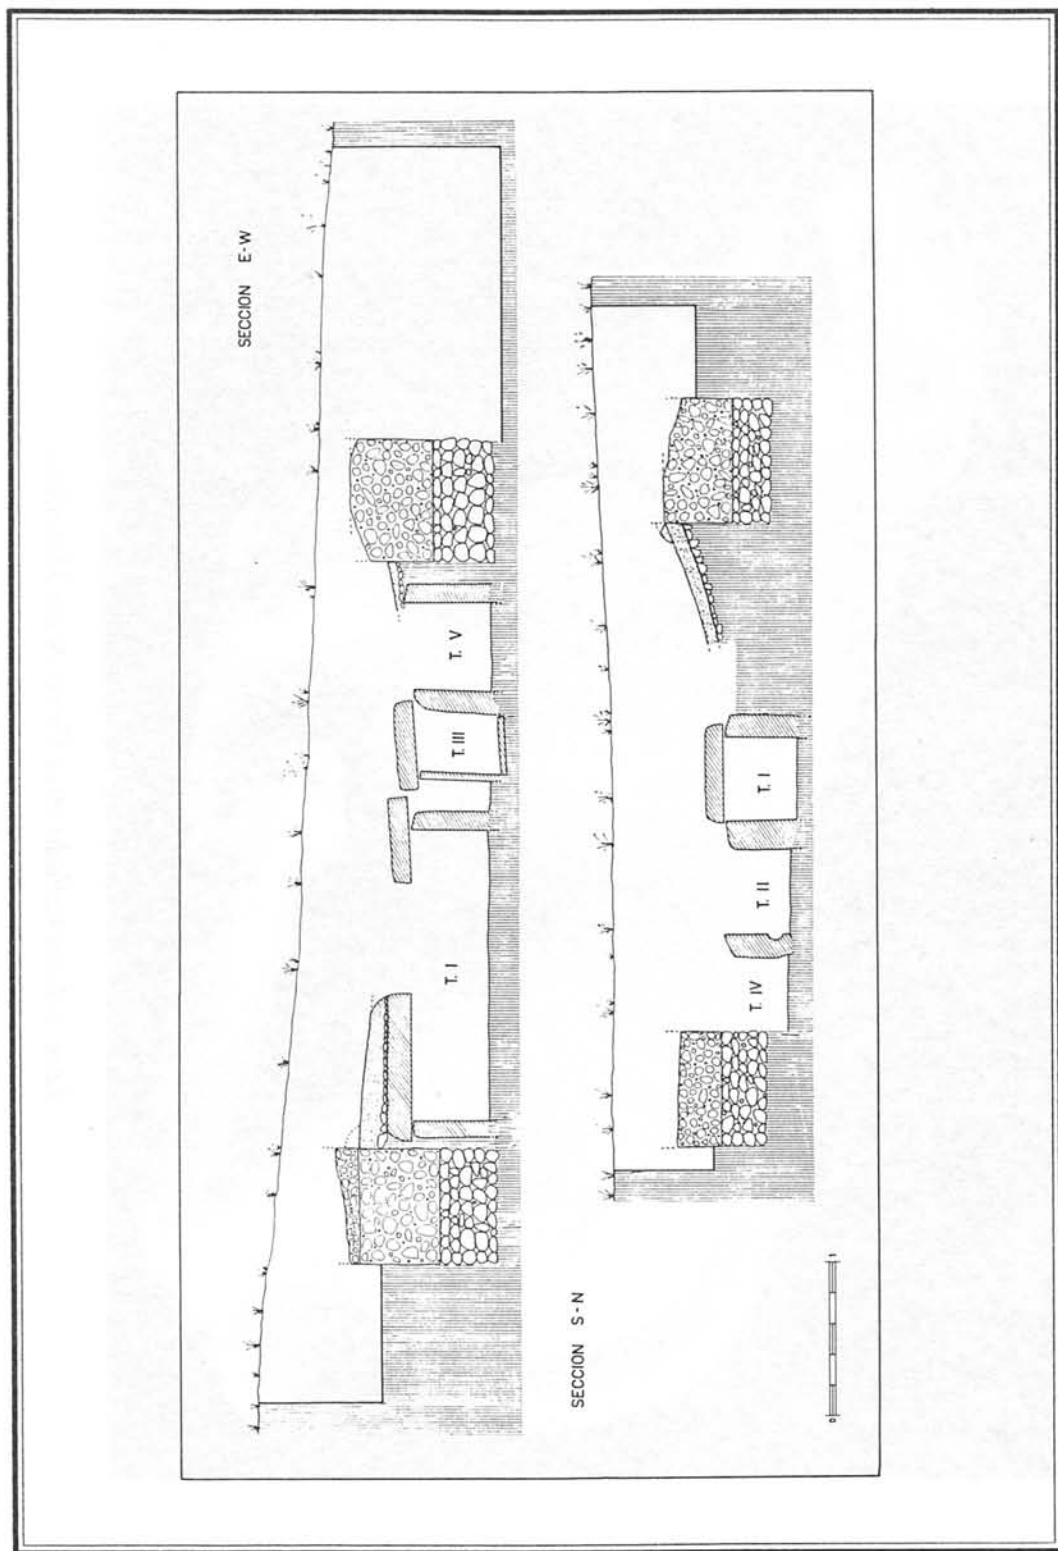 SECCION E-W
T. I
T. III
T. V
SECCION S-N
T. IV
T. II
T. I
0 1